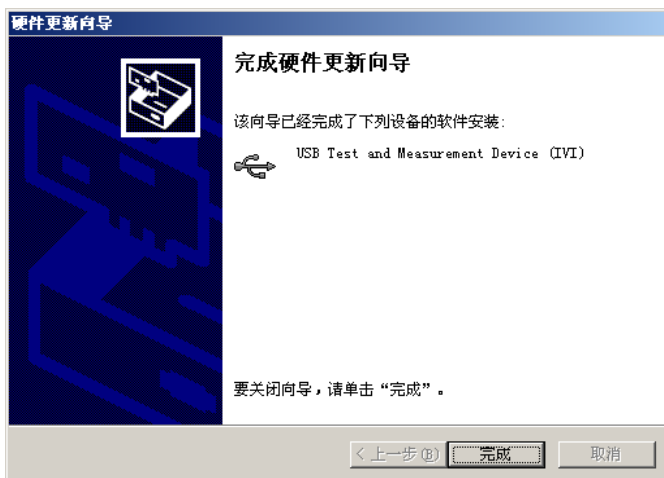 硬件更新向导
完成硬件更新向导
该向导已经完成了下列设备的软件安装:
USB Test and Measurement Device (IVI)
要关闭向导，请单击“完成”。
<上一步(B)
完成
取消